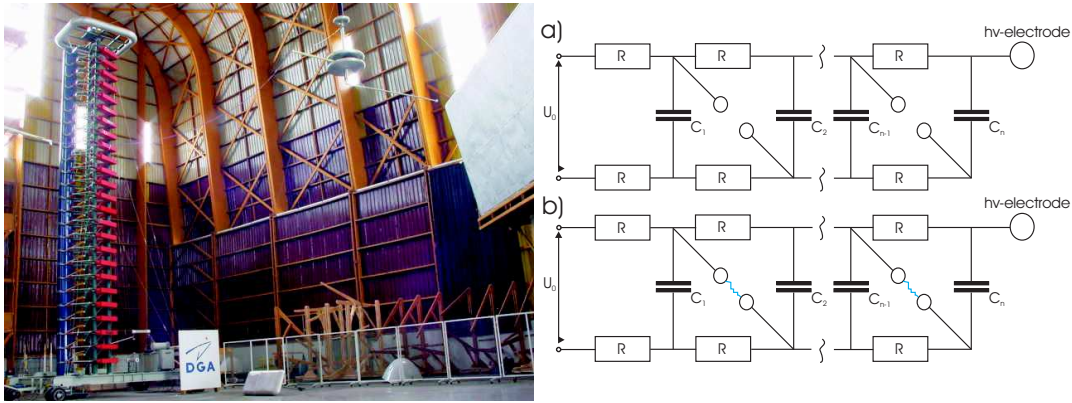 DGA
a)
hv-electrode
R R R
U₀ C₁ C₂ Cₙ₋₁ Cₙ
R R R
b)
hv-electrode
R R R
U₀ C₁ C₂ Cₙ₋₁ Cₙ
R R R